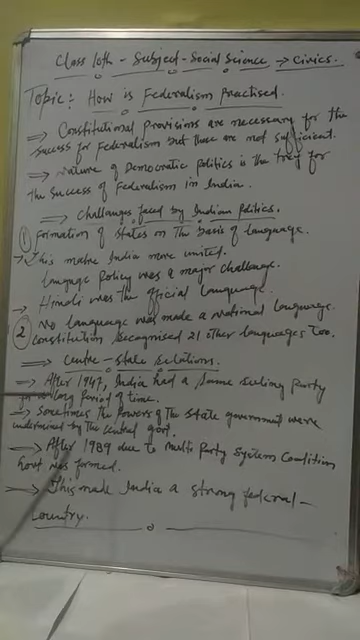 Class 10th - Subject - Social Science → Civics.
Topic: How is Federalism Practised.
⇒ Constitutional Provisions are necessary for the
success for Federalism but these are not sufficient.
⇒ Nature of Democratic Politics is the for
the success of Federalism in India.
⇒ Challanges faced by Indian Politics.
① Formation of States on the basis of Language.
→ This make India more united.
Langage Policy was a major challenge.
→ Hindi was the official Language.
② No Language was made a National Language.
Constitution Recognised 21 other Languages Too.
⇒ Centre - State Relations.
⇒ After 1947, India had a Same Ruling Party
for a long Period of time.
⇒ Sometimes the Powers of the State government were
undermined by the central govt.
⇒ After 1989 due to Multi Party System Coalition
Govt was formed.
⇒ This made India a strong federal -
country.